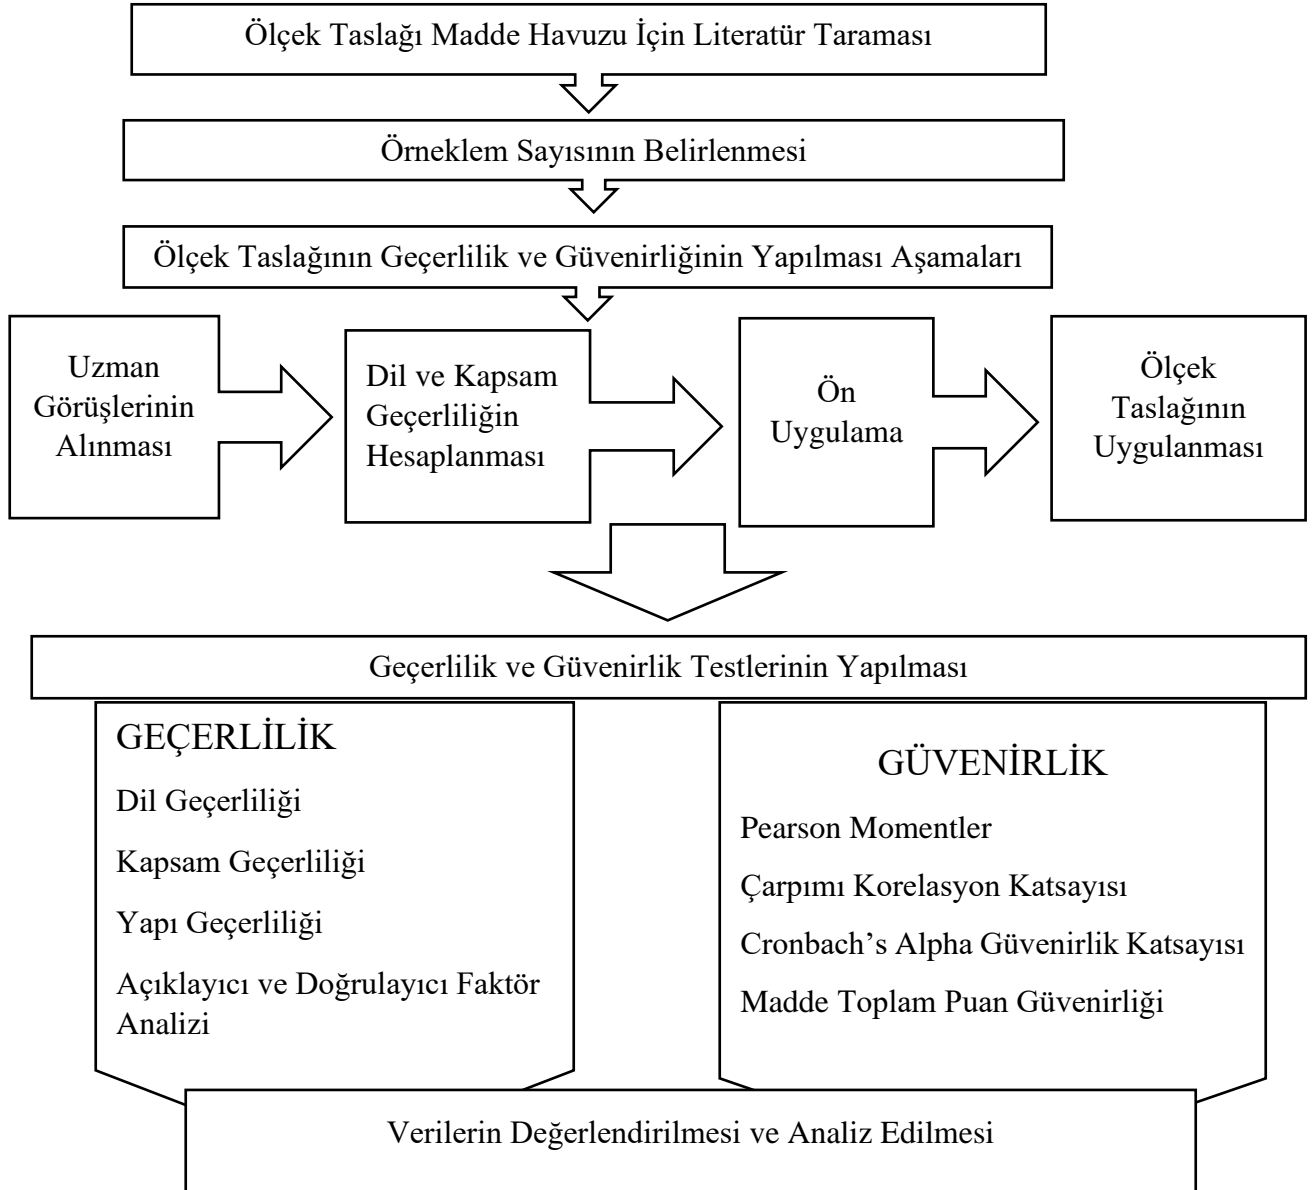 Ölçek Taslağı Madde Havuzu İçin Literatür Taraması
Örneklem Sayısının Belirlenmesi
Ölçek Taslağının Geçerlilik ve Güvenirliğinin Yapılması Aşamaları
Uzman
Görüşlerinin
Alınması
Dil ve Kapsam
Geçerliliğin
Hesaplanması
Ön
Uygulama
Ölçek
Taslağının
Uygulanması
Geçerlilik ve Güvenirlik Testlerinin Yapılması
GEÇERLİLİK
Dil Geçerliliği
Kapsam Geçerliliği
Yapı Geçerliliği
Açıklayıcı ve Doğrulayıcı Faktör
Analizi
GÜVENİRLİK
Pearson Momentler
Çarpımı Korelasyon Katsayısı
Cronbach’s Alpha Güvenirlik Katsayısı
Madde Toplam Puan Güvenirliği
Verilerin Değerlendirilmesi ve Analiz Edilmesi